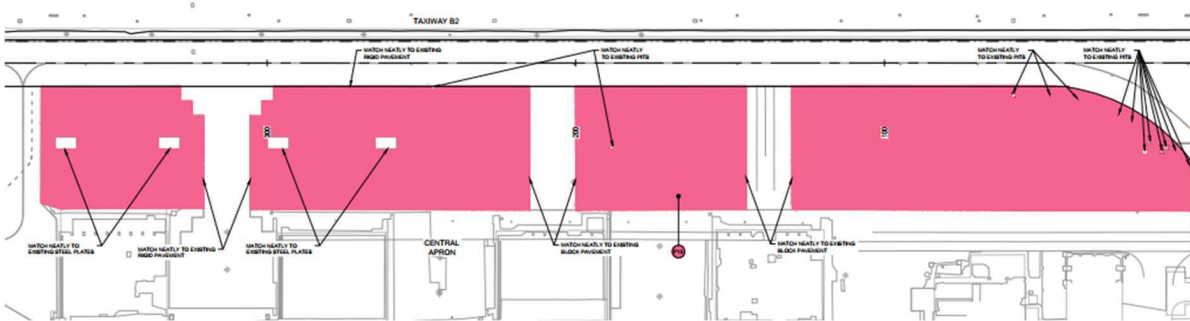 TAXIWAY B2
MATCH NEATLY TO EXISTING
RIGID PAVEMENT
MATCH NEATLY
TO EXISTING PITS
MATCH NEATLY
TO EXISTING PITS
MATCH NEATLY
TO EXISTING PITS
300
200
100
MATCH NEATLY TO
EXISTING STEEL PLATES
MATCH NEATLY TO EXISTING
RIGID PAVEMENT
MATCH NEATLY TO
EXISTING STEEL PLATES
CENTRAL
APRON
MATCH NEATLY TO EXISTING
BLOCK PAVEMENT
MATCH NEATLY TO EXISTING
BLOCK PAVEMENT